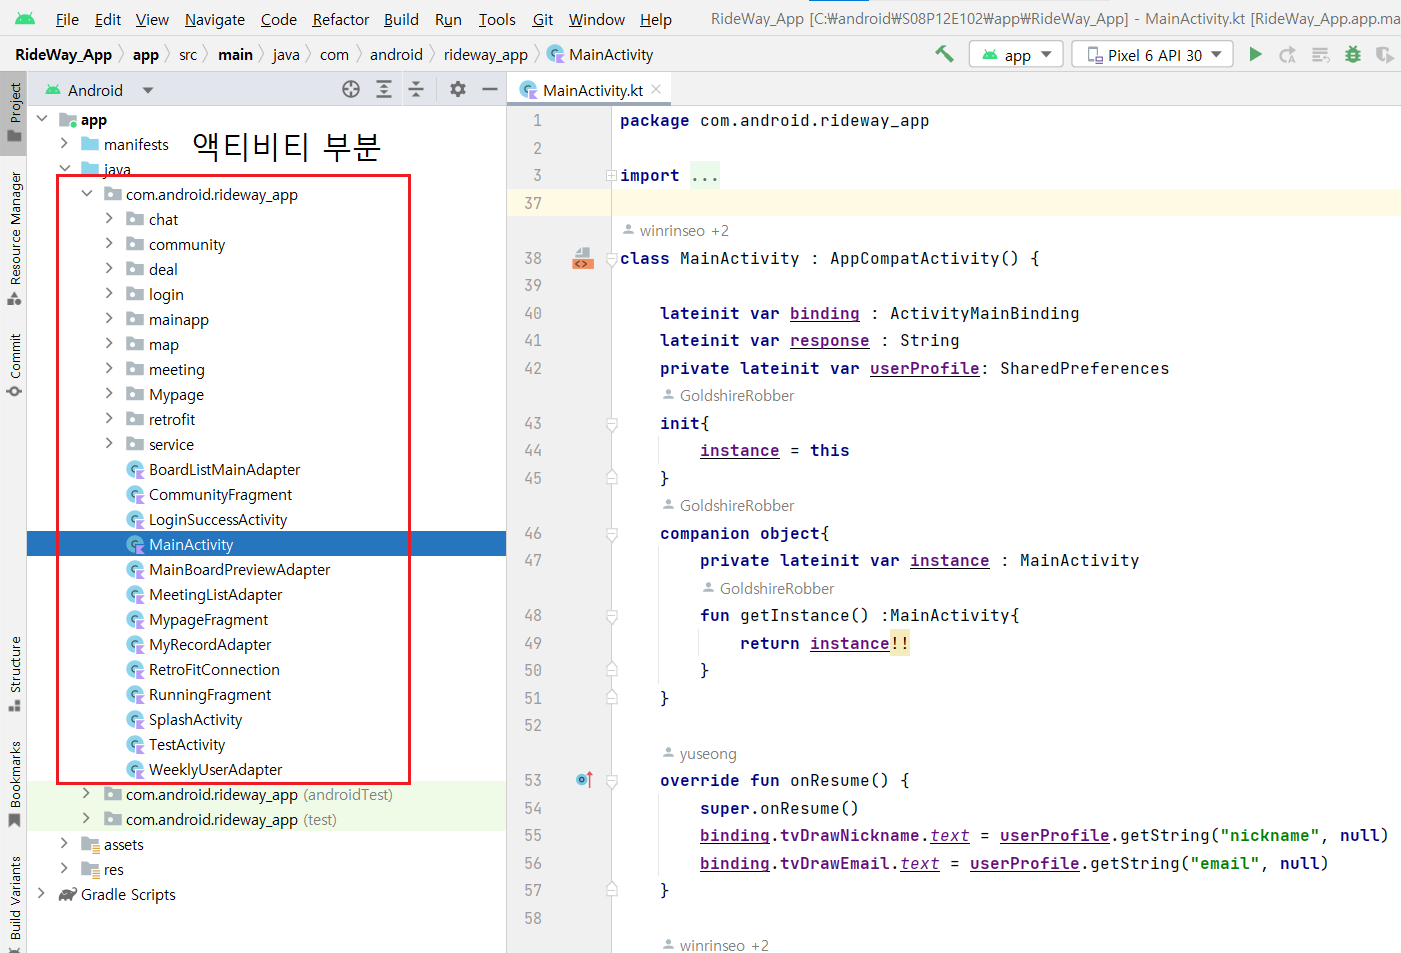 File Edit View Navigate Code Refactor Build Run Tools Git Window Help RideWay_App [C:₩android₩S08P12E102₩app₩RideWay_App] - MainActivity.kt [RideWay_App.app.ma
RideWay_App app src main java com android rideway_app MainActivity app Pixel 6 API 30
Android
MainActivity.kt
Project
Resource Manager
Commit
Structure
Bookmarks
Build Variants
app
manifests
액티비티 부분
java
com.android.rideway_app
chat
community
deal
login
mainapp
map
meeting
Mypage
retrofit
service
BoardListMainAdapter
CommunityFragment
LoginSuccessActivity
MainActivity
MainBoardPreviewAdapter
MeetingListAdapter
MypageFragment
MyRecordAdapter
RetroFitConnection
RunningFragment
SplashActivity
TestActivity
WeeklyUserAdapter
com.android.rideway_app (androidTest)
com.android.rideway_app (test)
assets
res
Gradle Scripts
1 package com.android.rideway_app
2
3 import ...
37
winrinseo +2
38 class MainActivity : AppCompatActivity() {
39
40 lateinit var binding : ActivityMainBinding
41 lateinit var response : String
42 private lateinit var userProfile: SharedPreferences
GoldshireRobber
43 init{
44 instance = this
45 }
GoldshireRobber
46 companion object{
47 private lateinit var instance : MainActivity
GoldshireRobber
48 fun getInstance() :MainActivity{
49 return instance!!
50 }
51 }
52
yuseong
53 override fun onResume() {
54 super.onResume()
55 binding.tvDrawNickname.text = userProfile.getString("nickname", null)
56 binding.tvDrawEmail.text = userProfile.getString("email", null)
57 }
58
winrinseo +2